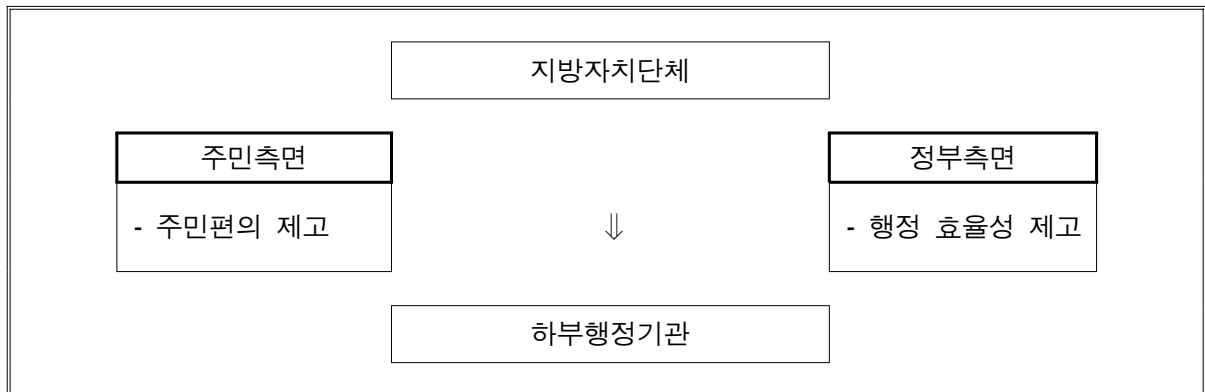 지방자치단체
주민측면
정부측면
- 주민편의 제고
⇓
- 행정 효율성 제고
하부행정기관